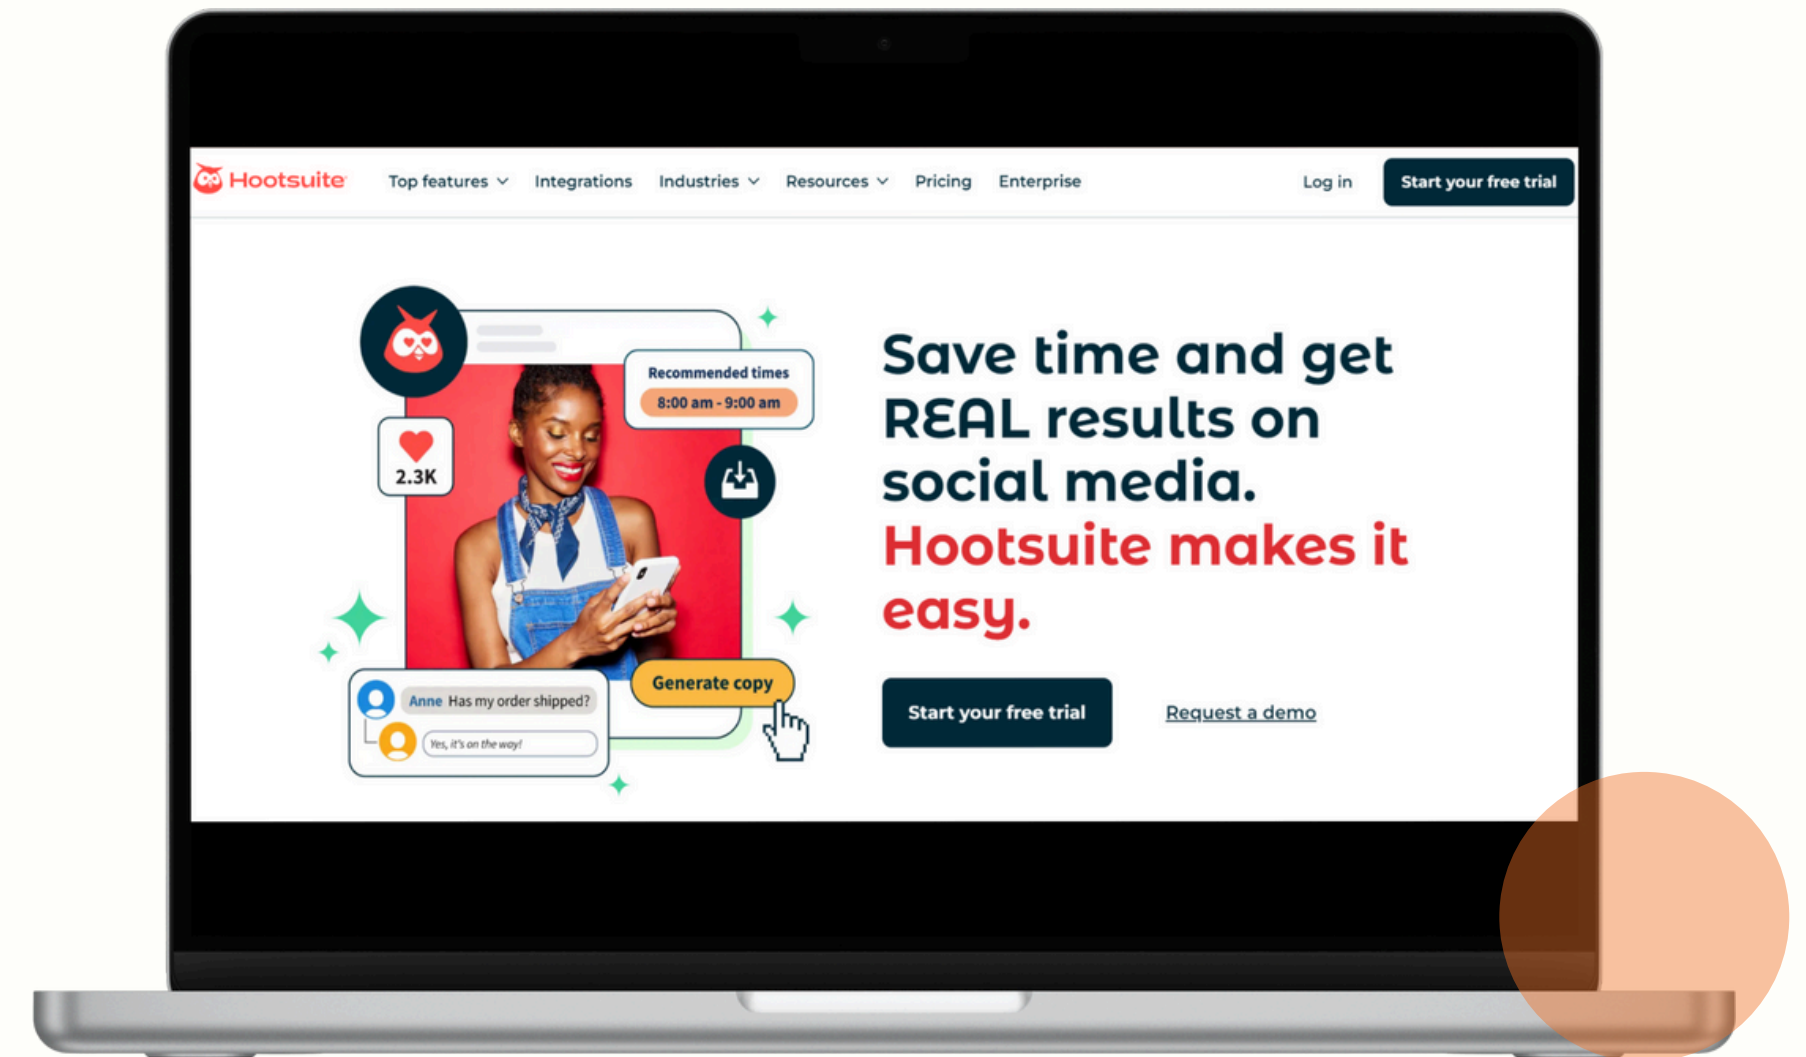 Hootsuite
Top features
Integrations
Industries
Resources
Pricing
Enterprise
Log in
Start your free trial
Recommended times
8:00 am - 9:00 am
2.3K
Generate copy
Anne Has my order shipped?
Yes, it's on the way!
Save time and get
REAL results on
social media.
Hootsuite makes it
easy.
Start your free trial
Request a demo